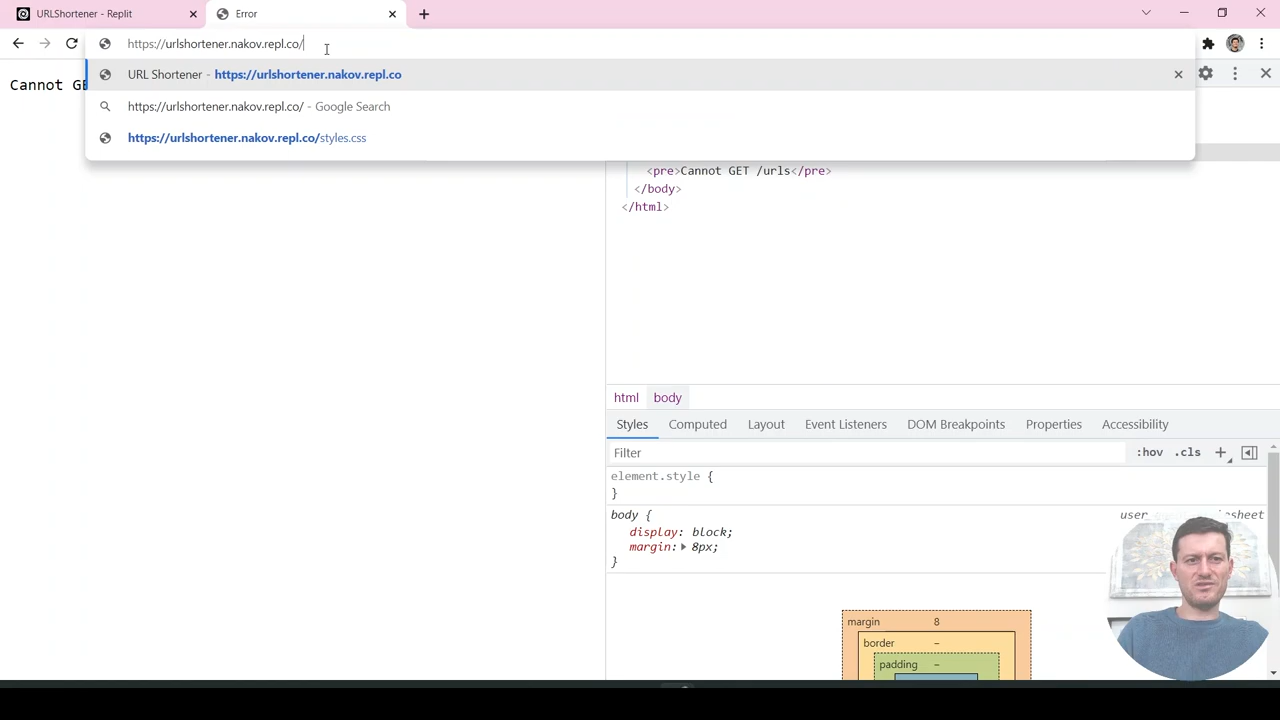 URLShortener - Replit
Error
https://urlshortener.nakov.repl.co/
URL Shortener - https://urlshortener.nakov.repl.co
https://urlshortener.nakov.repl.co/ - Google Search
https://urlshortener.nakov.repl.co/styles.css
Cannot GE
<pre>Cannot GET /urls</pre>
</body>
</html>
html body
Styles Computed Layout Event Listeners DOM Breakpoints Properties Accessibility
Filter :hov .cls
element.style {
}
body {
display: block;
margin: 8px;
}
margin 8
border –
padding –